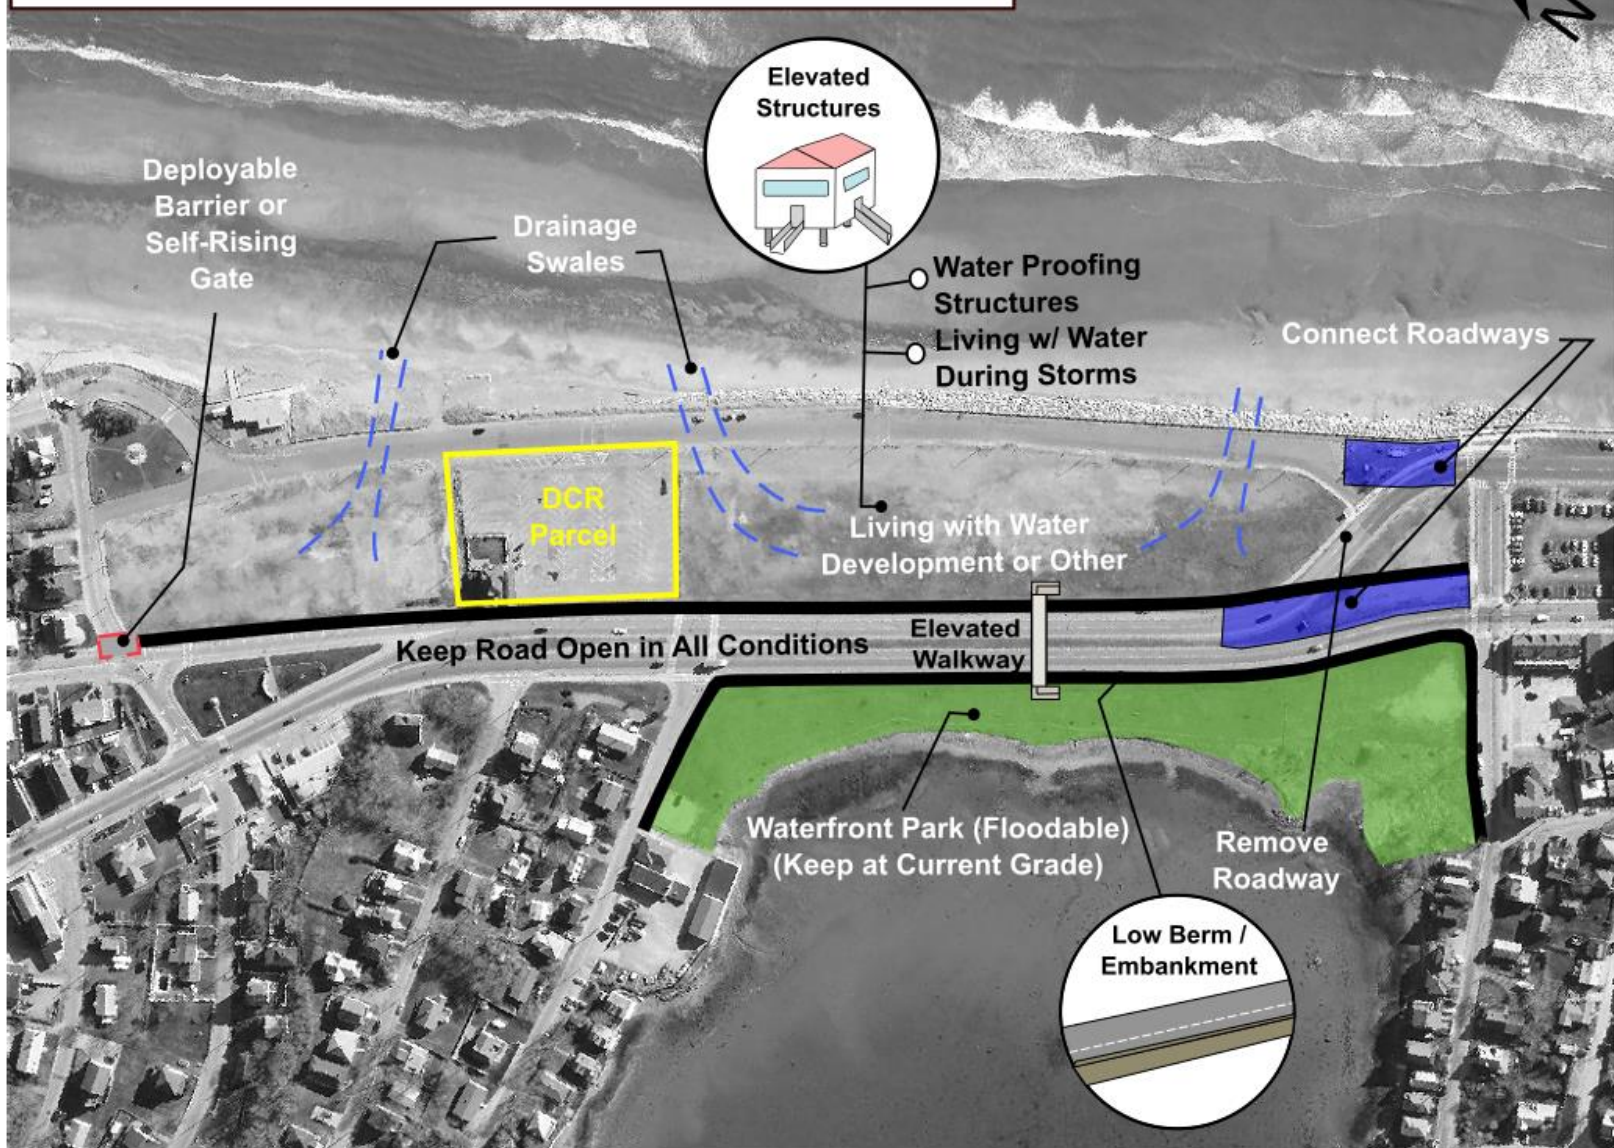 N
Elevated
Structures
Deployable
Barrier or
Self-Rising
Gate
Drainage
Swales
Water Proofing
Structures
Living w/ Water
During Storms
Connect Roadways
DCR
Parcel
Living with Water
Development or Other
Keep Road Open in All Conditions
Elevated
Walkway
Waterfront Park (Floodable)
(Keep at Current Grade)
Remove
Roadway
Low Berm /
Embankment